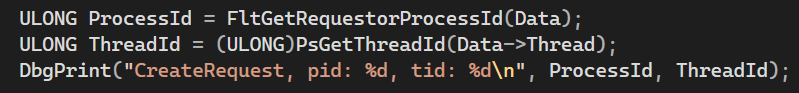 ULONG ProcessId = FltGetRequestorProcessId(Data);
ULONG ThreadId = (ULONG)PsGetThreadId(Data->Thread);
DbgPrint("CreateRequest, pid: %d, tid: %d\n", ProcessId, ThreadId);